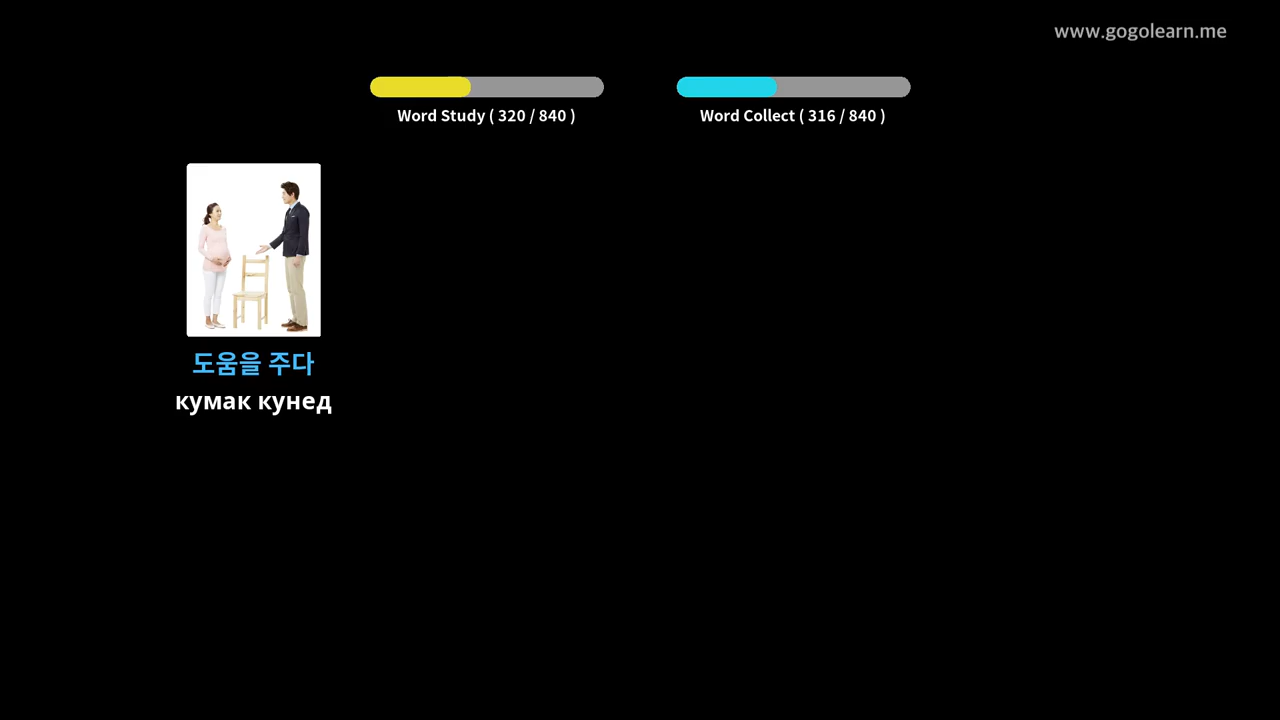 www.gogolearn.me
Word Study ( 320 / 840 )
Word Collect ( 316 / 840 )
도움을 주다
кумак кунед